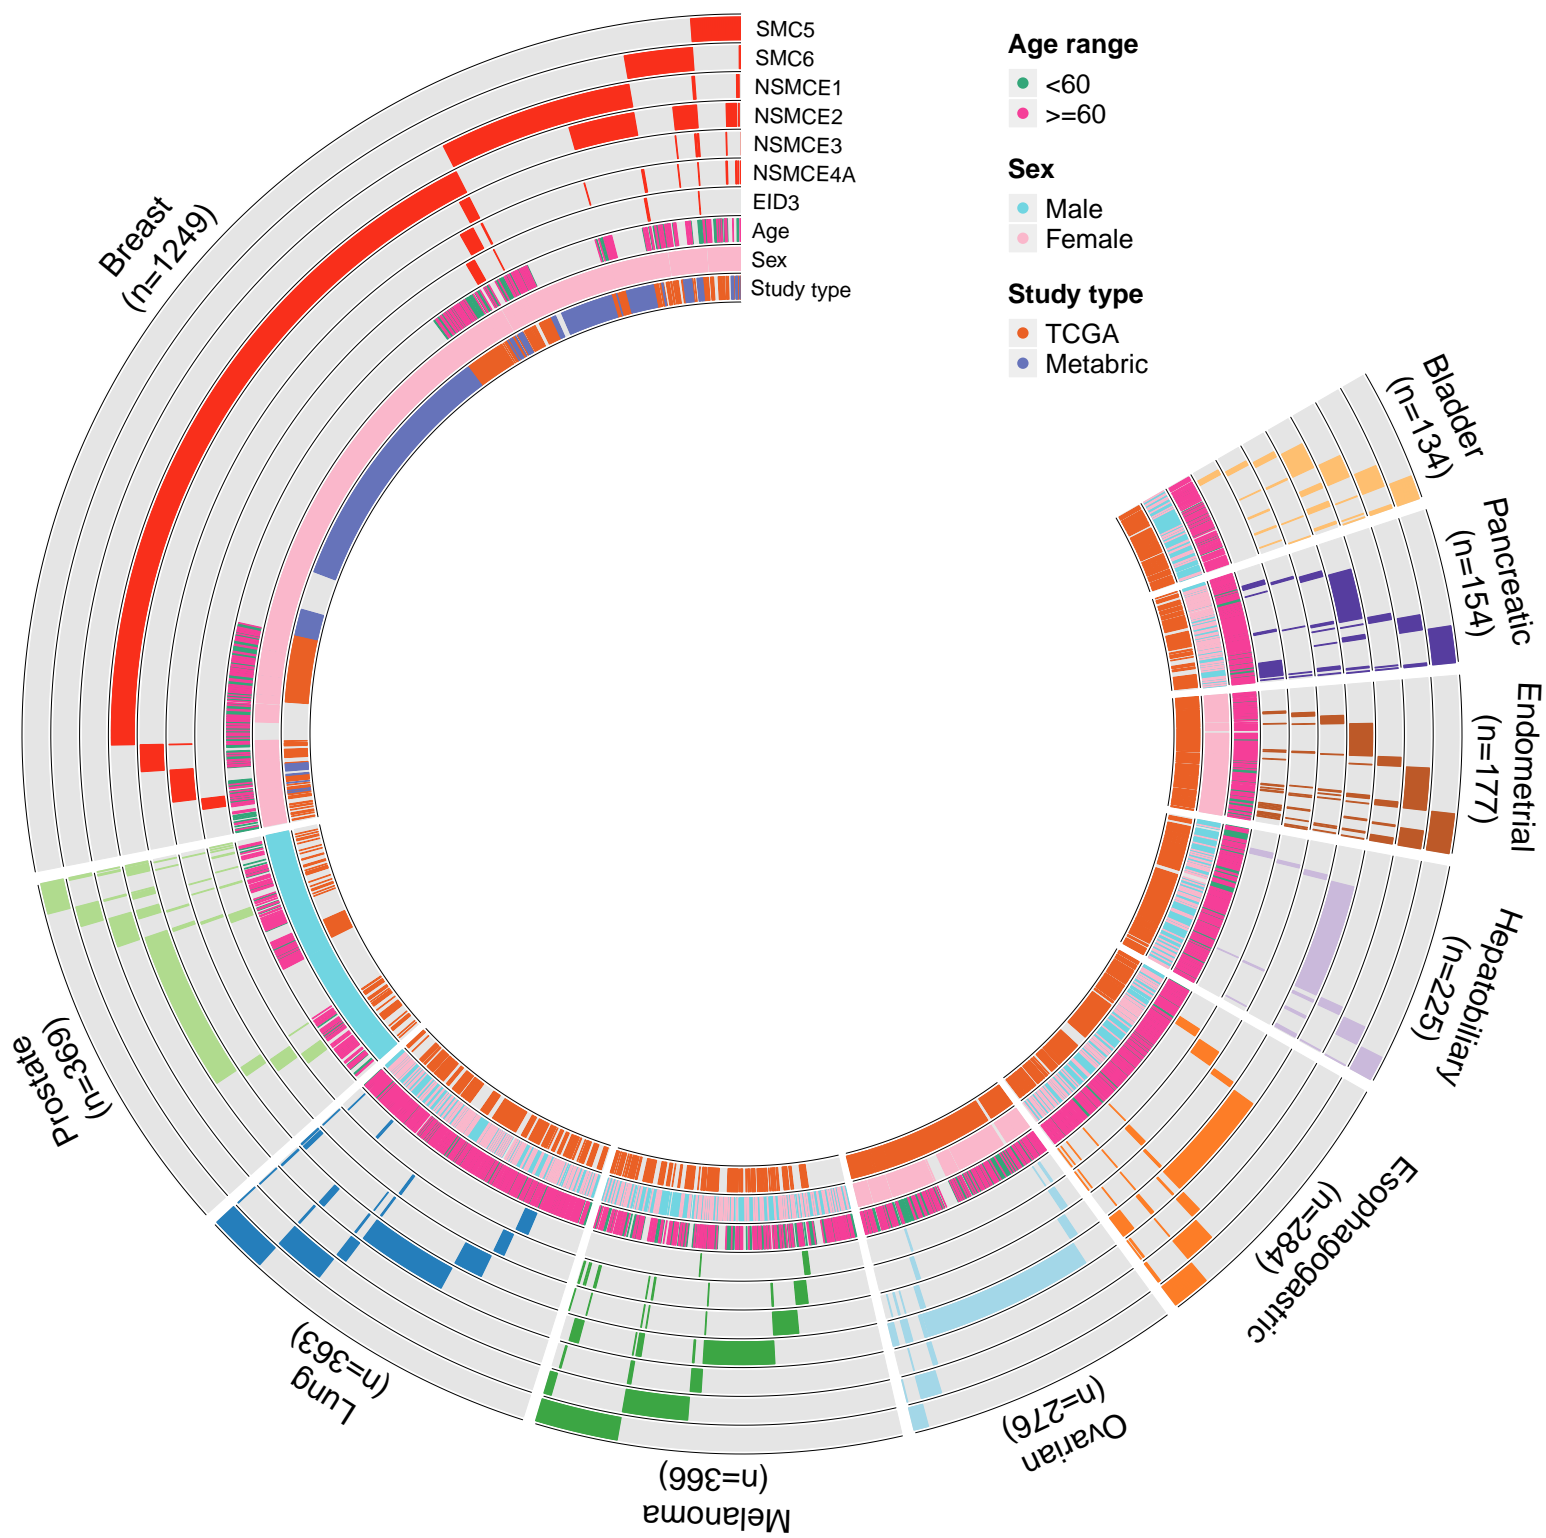 SMC5
SMC6
NSMCE1
NSMCE2
NSMCE3
NSMCE4A
EID3
Age
Sex
Study type
Age range
<60
>=60
Sex
Male
Female
Study type
TCGA
Metabric
Bladder
(n=134)
Pancreatic
(n=154)
Endometrial
(n=177)
Hepatobiliary
(n=225)
Esophagogastric
(n=284)
Ovarian
(n=276)
Melanoma
(n=366)
Lung
(n=363)
Prostate
(n=369)
Breast
(n=1249)